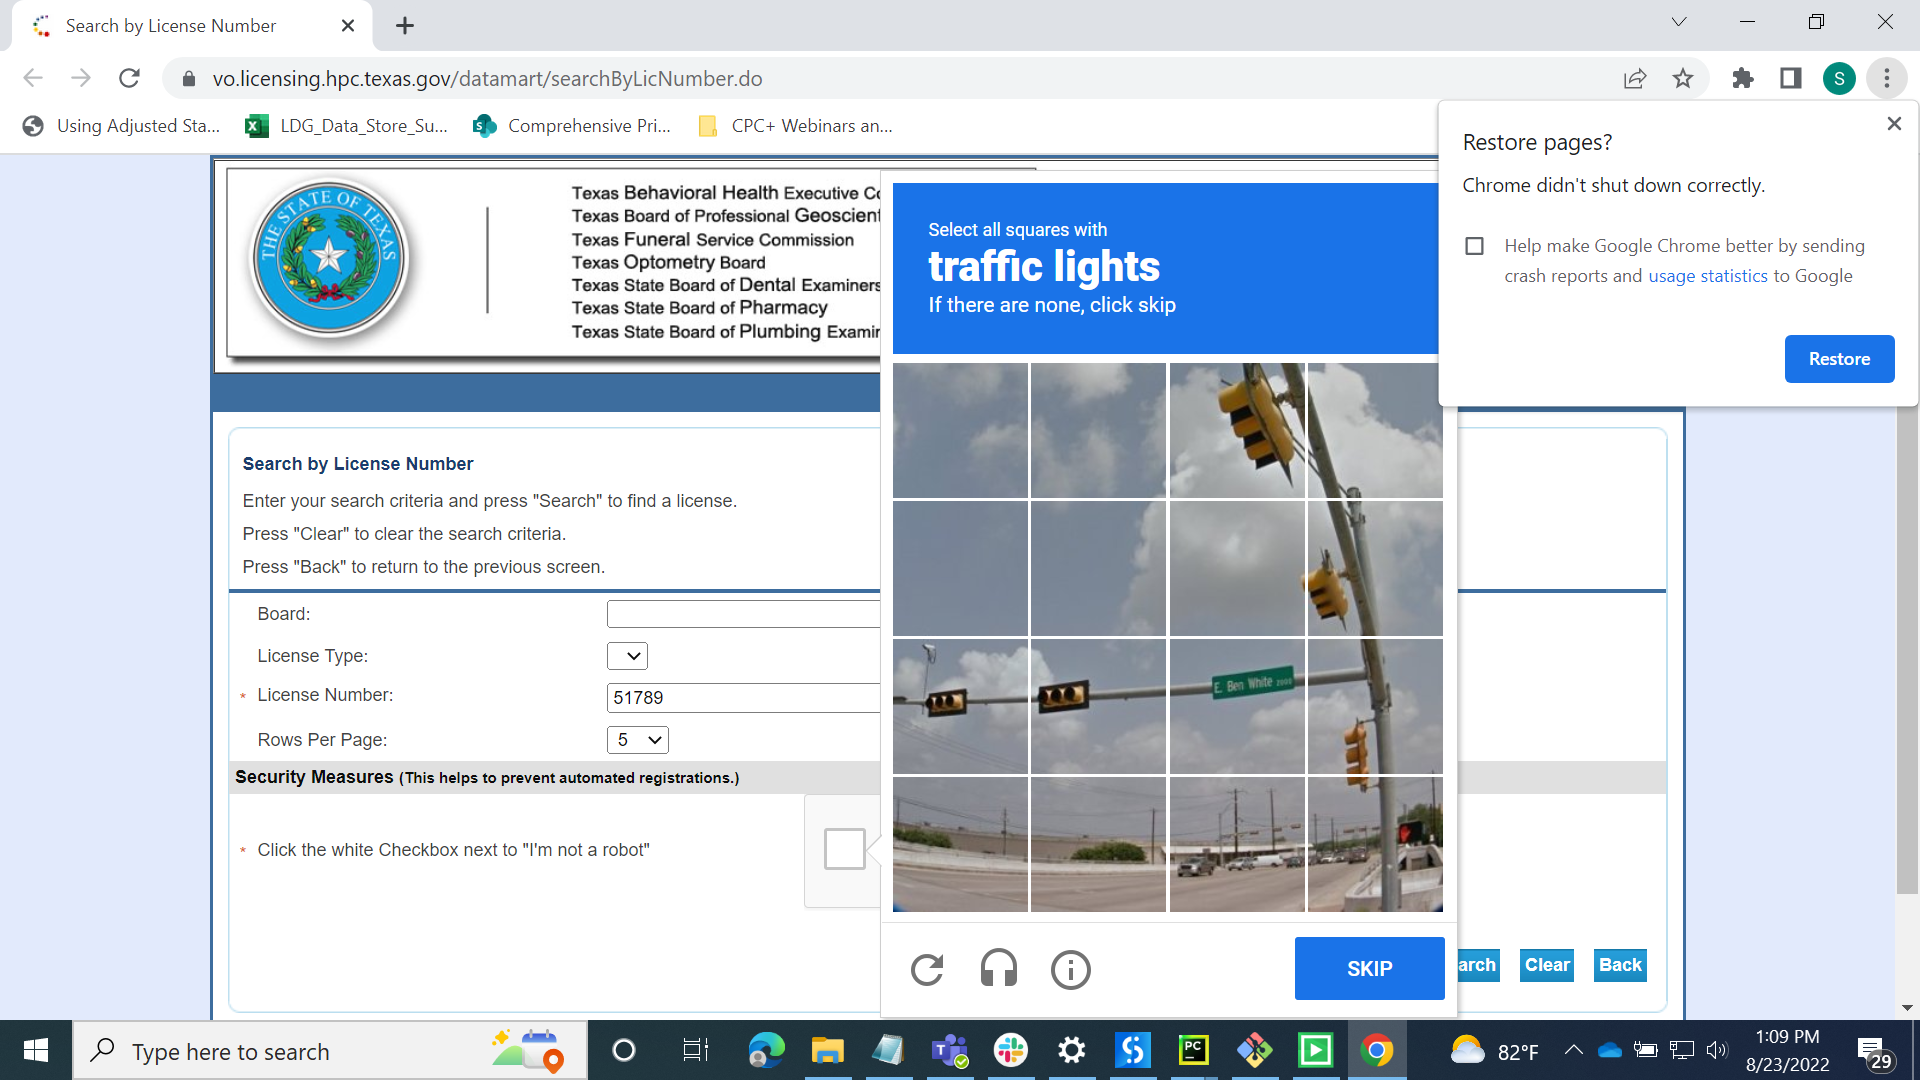 Search by License Number
vo.licensing.hpc.texas.gov/datamart/searchByLicNumber.do
S
Using Adjusted Sta...
LDG_Data_Store_Su...
Comprehensive Pri...
CPC+ Webinars an...
Restore pages?
Chrome didn't shut down correctly.
Help make Google Chrome better by sending
crash reports and usage statistics to Google
Restore
THE STATE OF TEXAS
Texas Behavioral Health Executive Co
Texas Board of Professional Geoscient
Texas Funeral Service Commission
Texas Optometry Board
Texas State Board of Dental Examiners
Texas State Board of Pharmacy
Texas State Board of Plumbing Examin
Select all squares with
traffic lights
If there are none, click skip
E. Ben White 2000
Search by License Number
Enter your search criteria and press "Search" to find a license.
Press "Clear" to clear the search criteria.
Press "Back" to return to the previous screen.
Board:
License Type:
* License Number:
51789
Rows Per Page:
5
Security Measures (This helps to prevent automated registrations.)
* Click the white Checkbox next to "I'm not a robot"
SKIP
arch
Clear
Back
Type here to search
PC
82°F
1:09 PM
8/23/2022
29